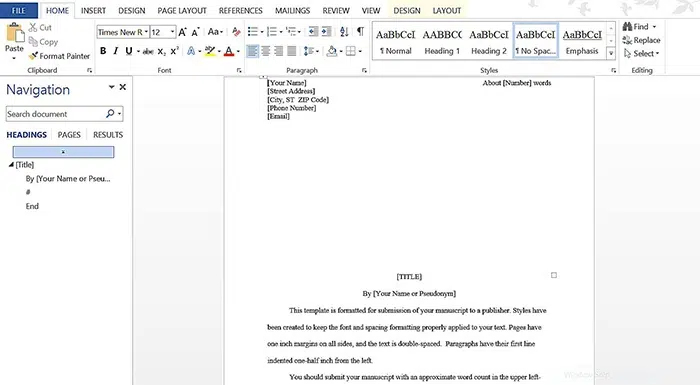 FILE HOME INSERT DESIGN PAGE LAYOUT REFERENCES MAILINGS REVIEW VIEW DESIGN LAYOUT
Paste
Cut
Copy
Format Painter
Clipboard
Times New R 12
B I U
Font
Paragraph
AaBbCcI AABBC( AaBbCcI AaBbCcI AaBbCcI
¶ Normal Heading 1 Heading 2 ¶ No Spac... Emphasis
Styles
Find
Replace
Select
Editing
Navigation
Search document
HEADINGS PAGES RESULTS
[Title]
By [Your Name or Pseu...
#
End
[Your Name] About [Number] words
[Street Address]
[City, ST ZIP Code]
[Phone Number]
[Email]
[TITLE]
By [Your Name or Pseudonym]
This template is formatted for submission of your manuscript to a publisher. Styles have
been created to keep the font and spacing formatting properly applied to your text. Pages have
one inch margins on all sides, and the text is double-spaced. Paragraphs have their first line
indented one-half inch from the left.
You should submit your manuscript with an approximate word count in the upper left-